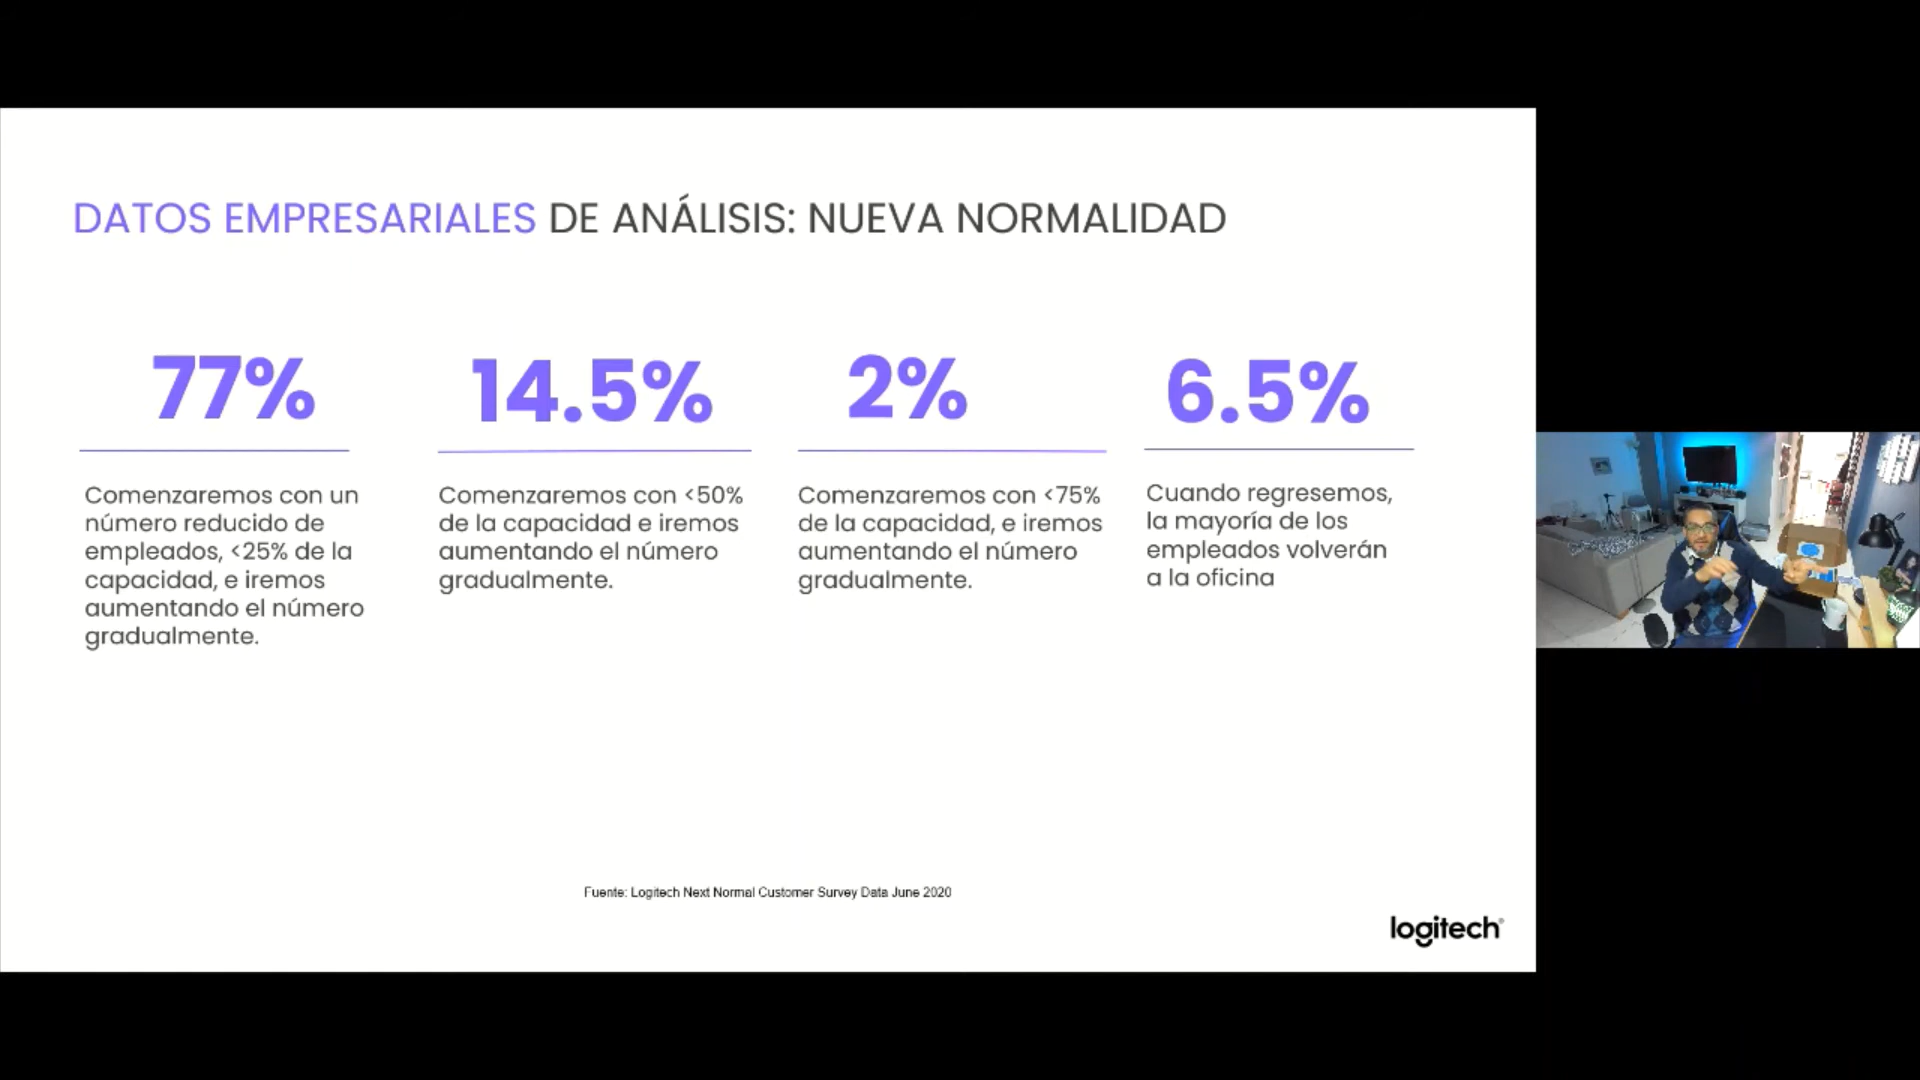 DATOS EMPRESARIALES DE ANÁLISIS: NUEVA NORMALIDAD
77%
Comenzaremos con un
número reducido de
empleados, <25% de la
capacidad, e iremos
aumentando el número
gradualmente.
14.5%
Comenzaremos con <50%
de la capacidad e iremos
aumentando el número
gradualmente.
2%
Comenzaremos con <75%
de la capacidad, e iremos
aumentando el número
gradualmente.
6.5%
Cuando regresemos,
la mayoría de los
empleados volverán
a la oficina
Fuente: Logitech Next Normal Customer Survey Data June 2020
logitech®